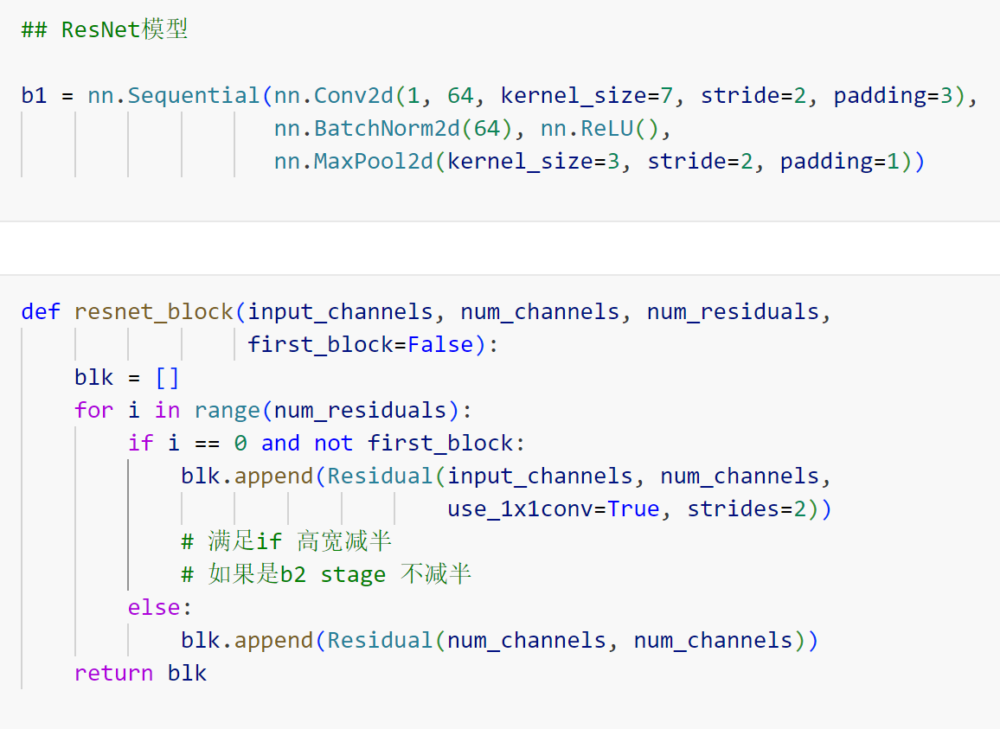 ## ResNet模型
b1 = nn.Sequential(nn.Conv2d(1, 64, kernel_size=7, stride=2, padding=3),
nn.BatchNorm2d(64), nn.ReLU(),
nn.MaxPool2d(kernel_size=3, stride=2, padding=1))
def resnet_block(input_channels, num_channels, num_residuals,
first_block=False):
blk = []
for i in range(num_residuals):
if i == 0 and not first_block:
blk.append(Residual(input_channels, num_channels,
use_1x1conv=True, strides=2))
# 满足if 高宽减半
# 如果是b2 stage 不减半
else:
blk.append(Residual(num_channels, num_channels))
return blk